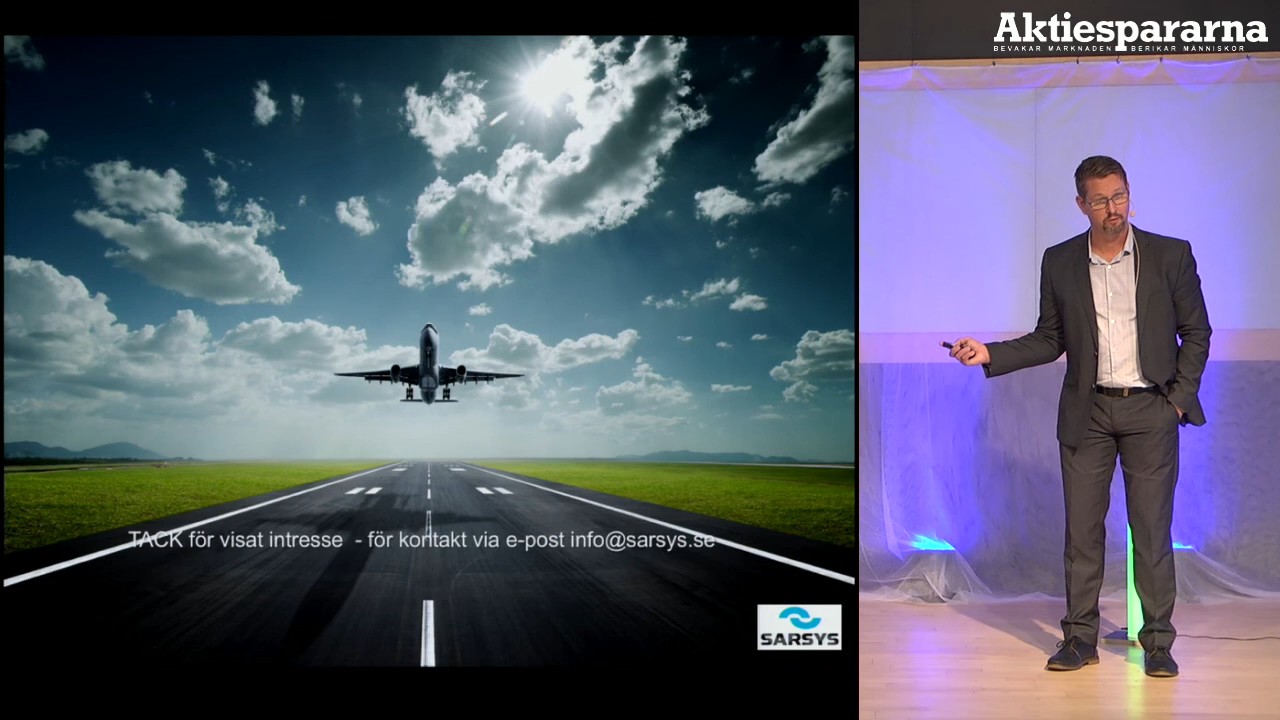 Aktiespararna
BEVAKAR MARKNADEN BERIKAR MÄNNISKOR
TACK för visat intresse - för kontakt via e-post info@sarsys.se
SARSYS